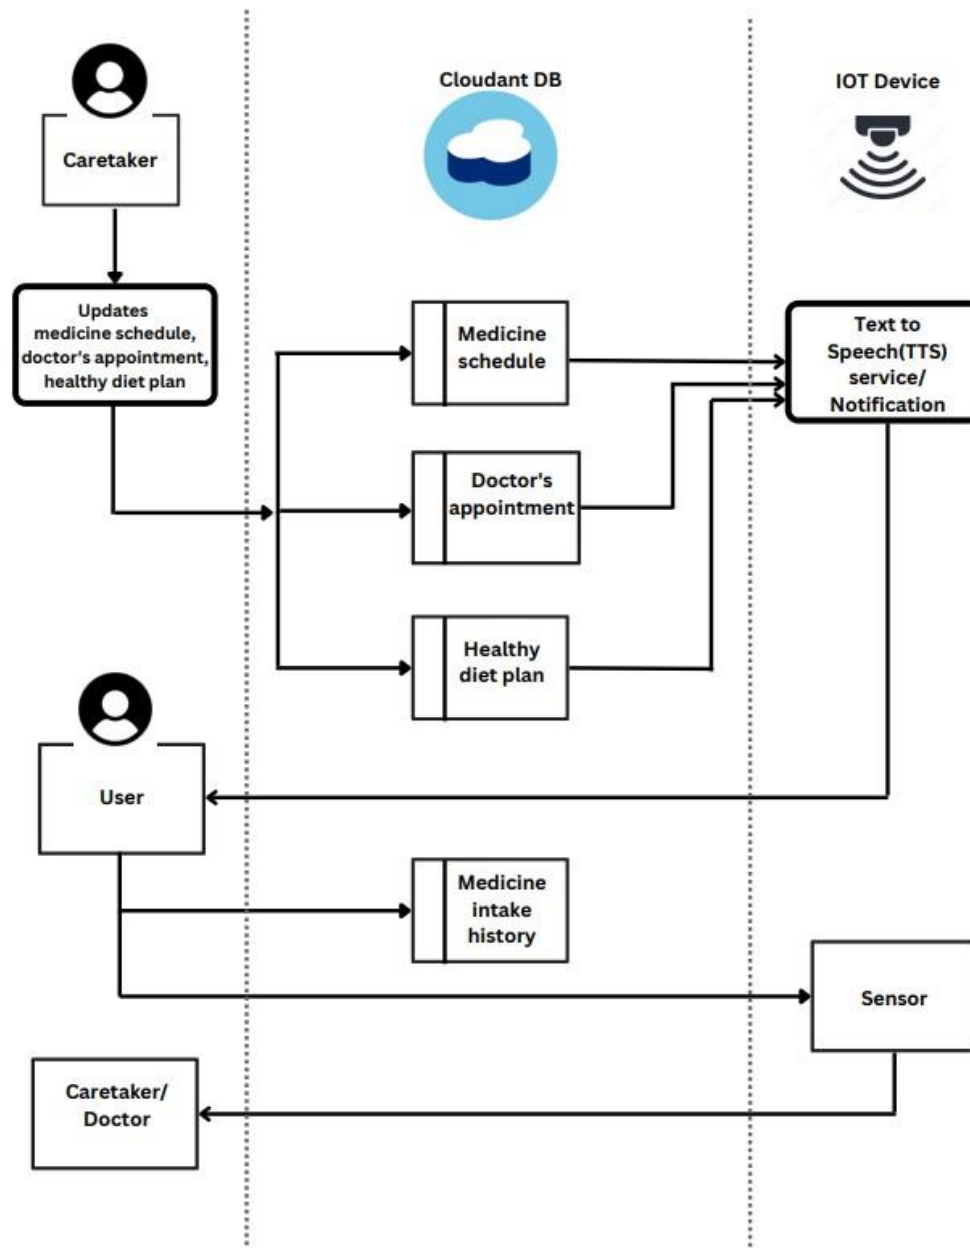 Cloudant DB
IOT Device
Caretaker
Updates
medicine schedule,
doctor's appointment,
healthy diet plan
Medicine
schedule
Text to
Speech(TTS)
service/
Notification
Doctor's
appointment
Healthy
diet plan
User
Medicine
intake
history
Sensor
Caretaker/
Doctor